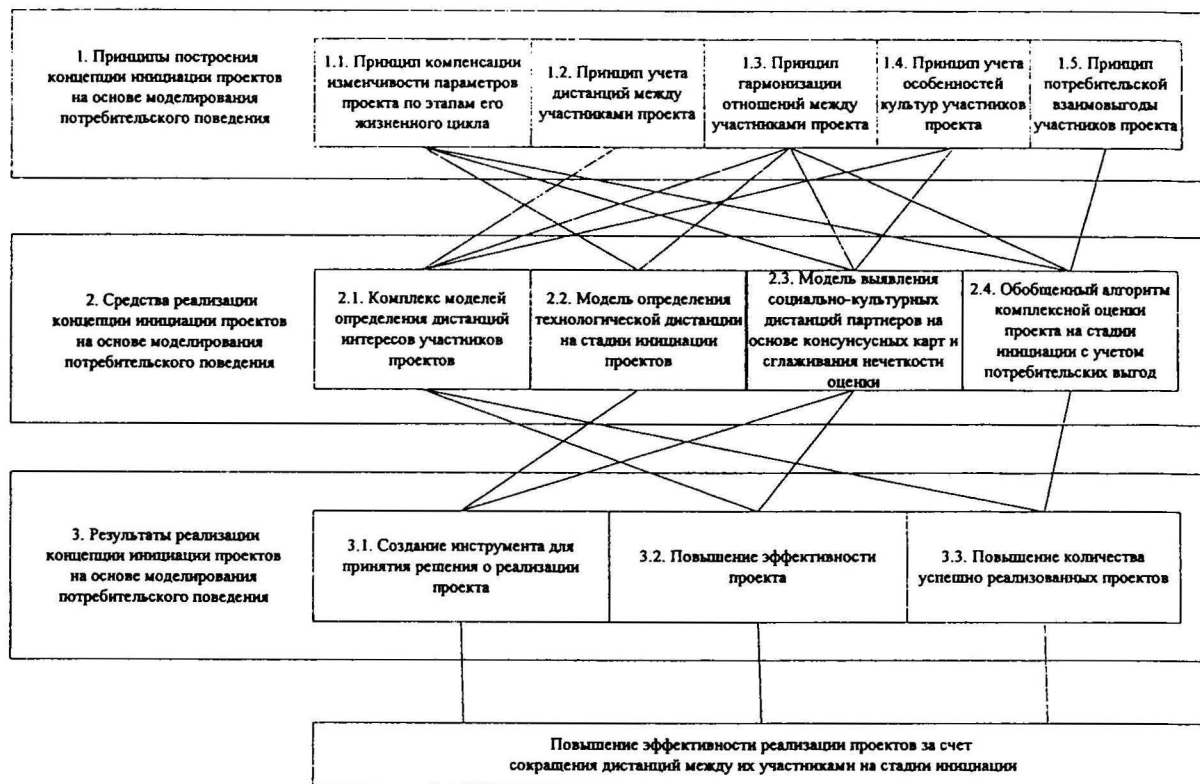 1. Принципы построения
концепции инициации проектов
на основе моделирования
потребительского поведения
1.1. Принцип компенсации
изменчивости параметров
проекта по этапам его
жизненного цикла
1.2. Принцип учета
дистанций между
участниками проекта
1.3. Принцип
гармонизации
отношений между
участниками проекта
1.4. Принцип учета
особенностей
культур участников
проекта
1.5. Принцип
потребительской
взаимовыгоды
участников проекта
2. Средства реализации
концепции инициации проектов
на основе моделирования
потребительского поведения
2.1. Комплекс моделей
определения дистанций
интересов участников
проектов
2.2. Модель определения
технологической дистанции
на стадии инициации
проектов
2.3. Модель выявления
социально-культурных
дистанций партнеров на
основе консунсусных карт и
сглаживания нечеткости
оценки
2.4. Обобщенный алгоритм
комплексной оценки
проекта на стадии
инициации с учетом
потребительских выгод
3. Результаты реализации
концепции инициации проектов
на основе моделирования
потребительского поведения
3.1. Создание инструмента для
принятия решения о реализации
проекта
3.2. Повышение эффективности
проекта
3.3. Повышение количества
успешно реализованных проектов
Повышение эффективности реализации проектов за счет
сокращения дистанций между их участниками на стадии инициации